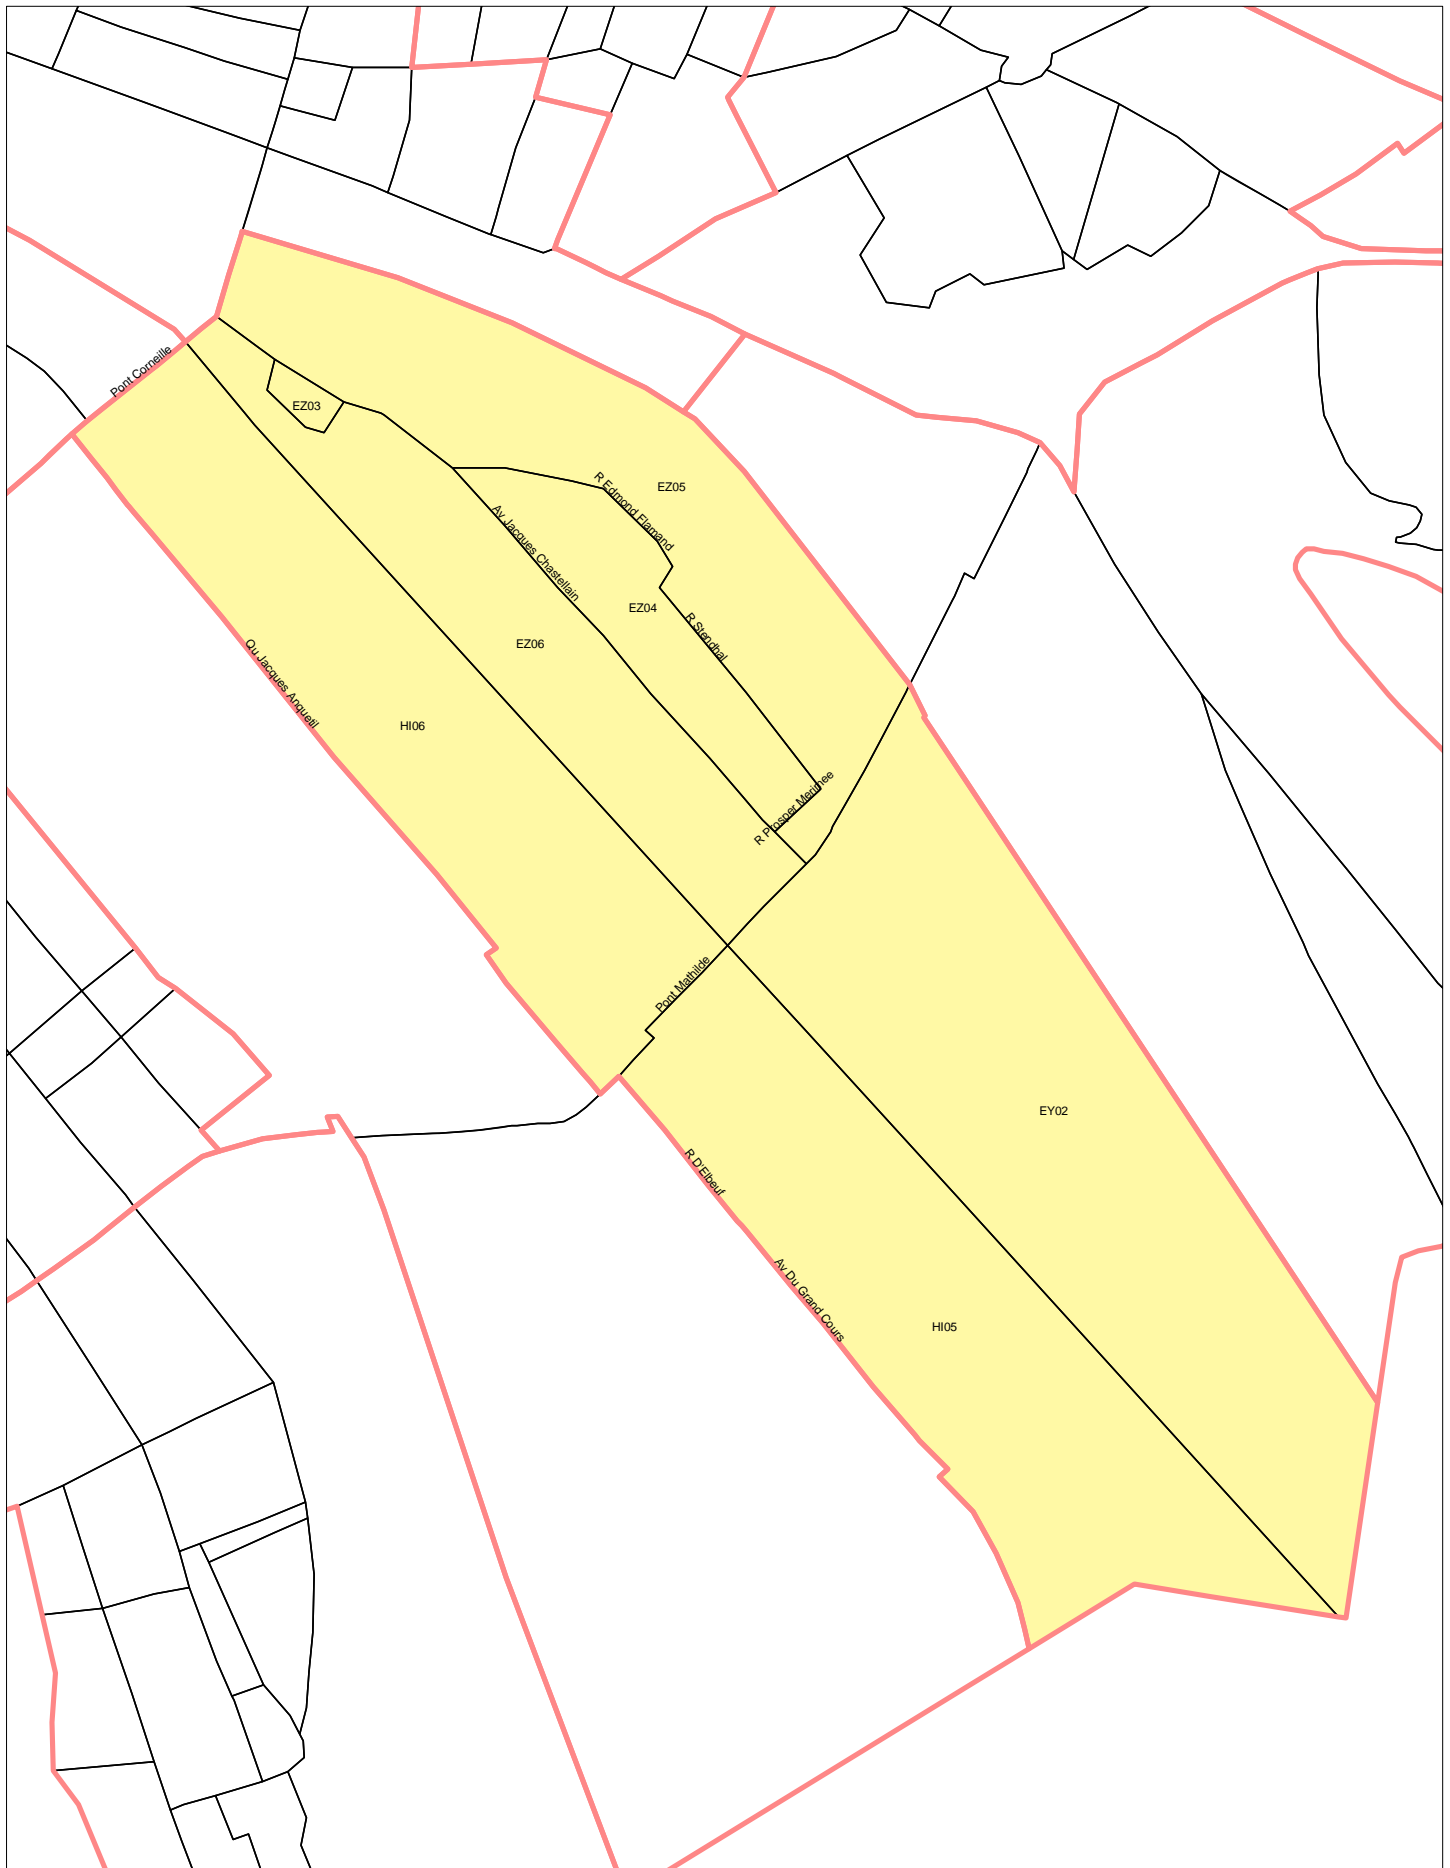 Pont Corneille
EZ03
R Edmond Flamand
EZ05
Av Jacques Chastellain
EZ04
R Stendhal
EZ06
Qu Jacques Anquetil
HI06
R Prosper Merimee
Pont Mathilde
EY02
R D'Elbeuf
Av Du Grand Cours
HI05